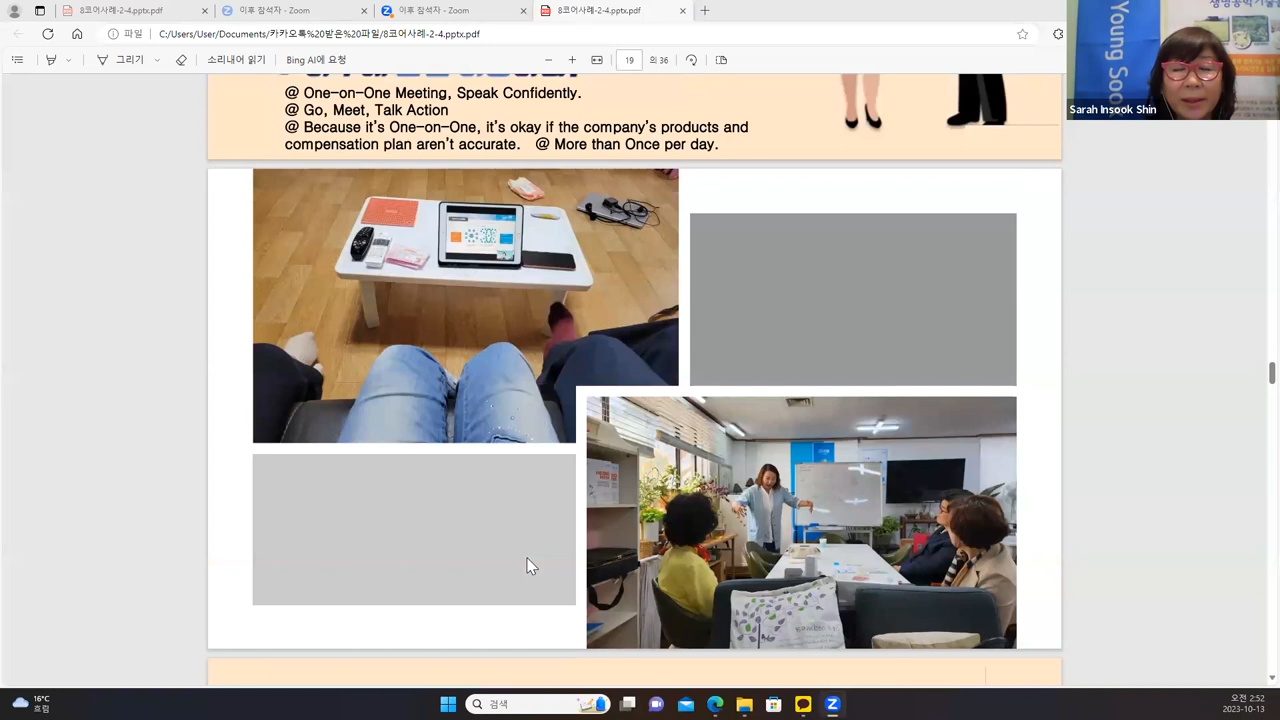 8코어사례-2-4.pptx.pdf
이후 참석자 - Zoom
이후 참석자 - Zoom
8코어사례-2-4.pptx.pdf
파일
C:/Users/User/Documents/카카오톡%20받은%20파일/8코어사례-2-4.pptx.pdf
그리기
소리내어 읽기
Bing AI에 요청
19
의 36
Young Sook
Sarah Insook Shin
@ One-on-One Meeting, Speak Confidently.
@ Go, Meet, Talk Action
@ Because it's One-on-One, it's okay if the company's products and
compensation plan aren't accurate. @ More than Once per day.
16°C
흐림
검색
오전 2:52
2023-10-13